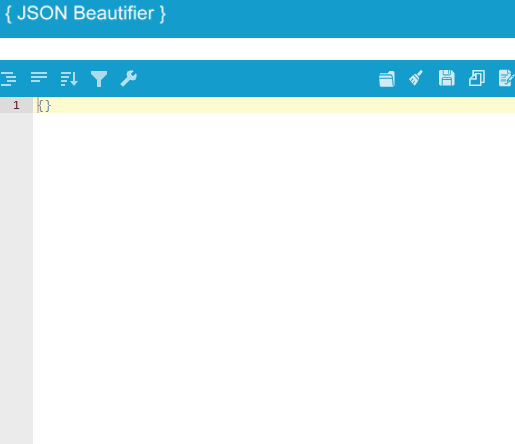 { JSON Beautifier }
1 {}